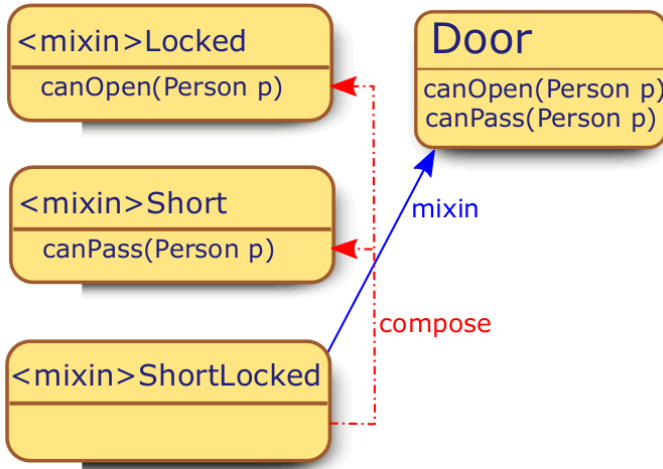 <mixin>Locked
canOpen(Person p)
Door
canOpen(Person p)
canPass(Person p)
<mixin>Short
canPass(Person p)
mixin
compose
<mixin>ShortLocked